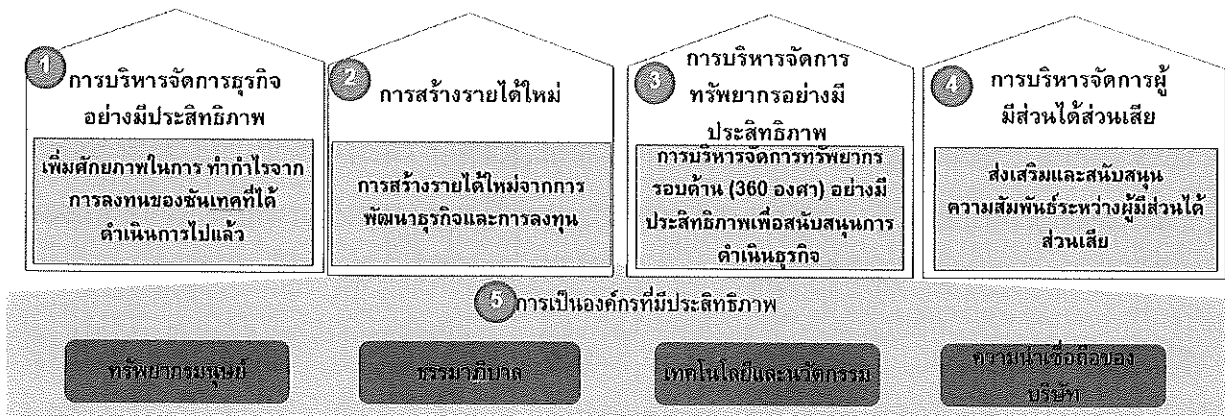 1
การบริหารจัดการธุรกิจ
อย่างมีประสิทธิภาพ
เพิ่มศักยภาพในการ ทำกำไรจาก
การลงทนของซันเทคที่ได้
ดำเนินการไปแล้ว
2
การสร้างรายได้ใหม่
การสร้างรายได้ใหม่จากการ
พัฒนาธุรกิจและการลงทุน
3
การบริหารจัดการ
ทรัพยากรอย่างมี
ประสิทธิภาพ
การบริหารจัดการทรัพยากร
รอบด้าน (360 องศา) อย่างมี
ประสิทธิภาพเพื่อสนับสนุนการ
ดำเนินธุรกิจ
4
การบริหารจัดการผู้
มีส่วนได้ส่วนเสีย
ส่งเสริมและสนับสนุน
ความสัมพันธ์ระหว่างผู้มีส่วนได้
ส่วนเสีย
5 การเป็นองค์กรที่มีประสิทธิภาพ
ทรัพยากรมนุษย์
ธรรมาภิบาล
เทคโนโลยีและนวัตกรรม
ความน่าเชื่อถือของ
บริษัท